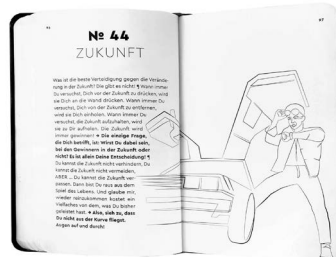 Nº 44
ZUKUNFT
Was ist die beste Verteidigung gegen die Verände-
rung in der Zukunft? Die gibt es nicht! ¶ Wann immer
Du versuchst, Dich vor der Zukunft zu drücken, wird
sie Dich an die Wand drücken. Wann immer Du
versuchst, Dich von der Zukunft zu entfernen,
wird sie Dich einholen. Wann immer Du
versuchst, die Zukunft aufzuhalten, wird
sie zu Dir aufhalten. Die Zukunft wird
immer gewinnen! → Die einzige Frage,
die Dich betrifft, ist: Wirst Du dabei sein,
bei den Gewinnern in der Zukunft oder
nicht! Es ist allein Deine Entscheidung! ¶
Du kannst die Zukunft nicht verhindern, Du
kannst die Zukunft nicht vermeiden,
ABER ... Du kannst die Zukunft ver-
passen. Dann bist Du raus aus dem
Spiel des Lebens. Und glaube mir,
wieder reinzukommen kostet ein
Vielfaches von dem, was Du bisher
geleistet hast. → Also, sieh zu, dass
Du nicht aus der Kurve fliegst.
Augen auf und durch!